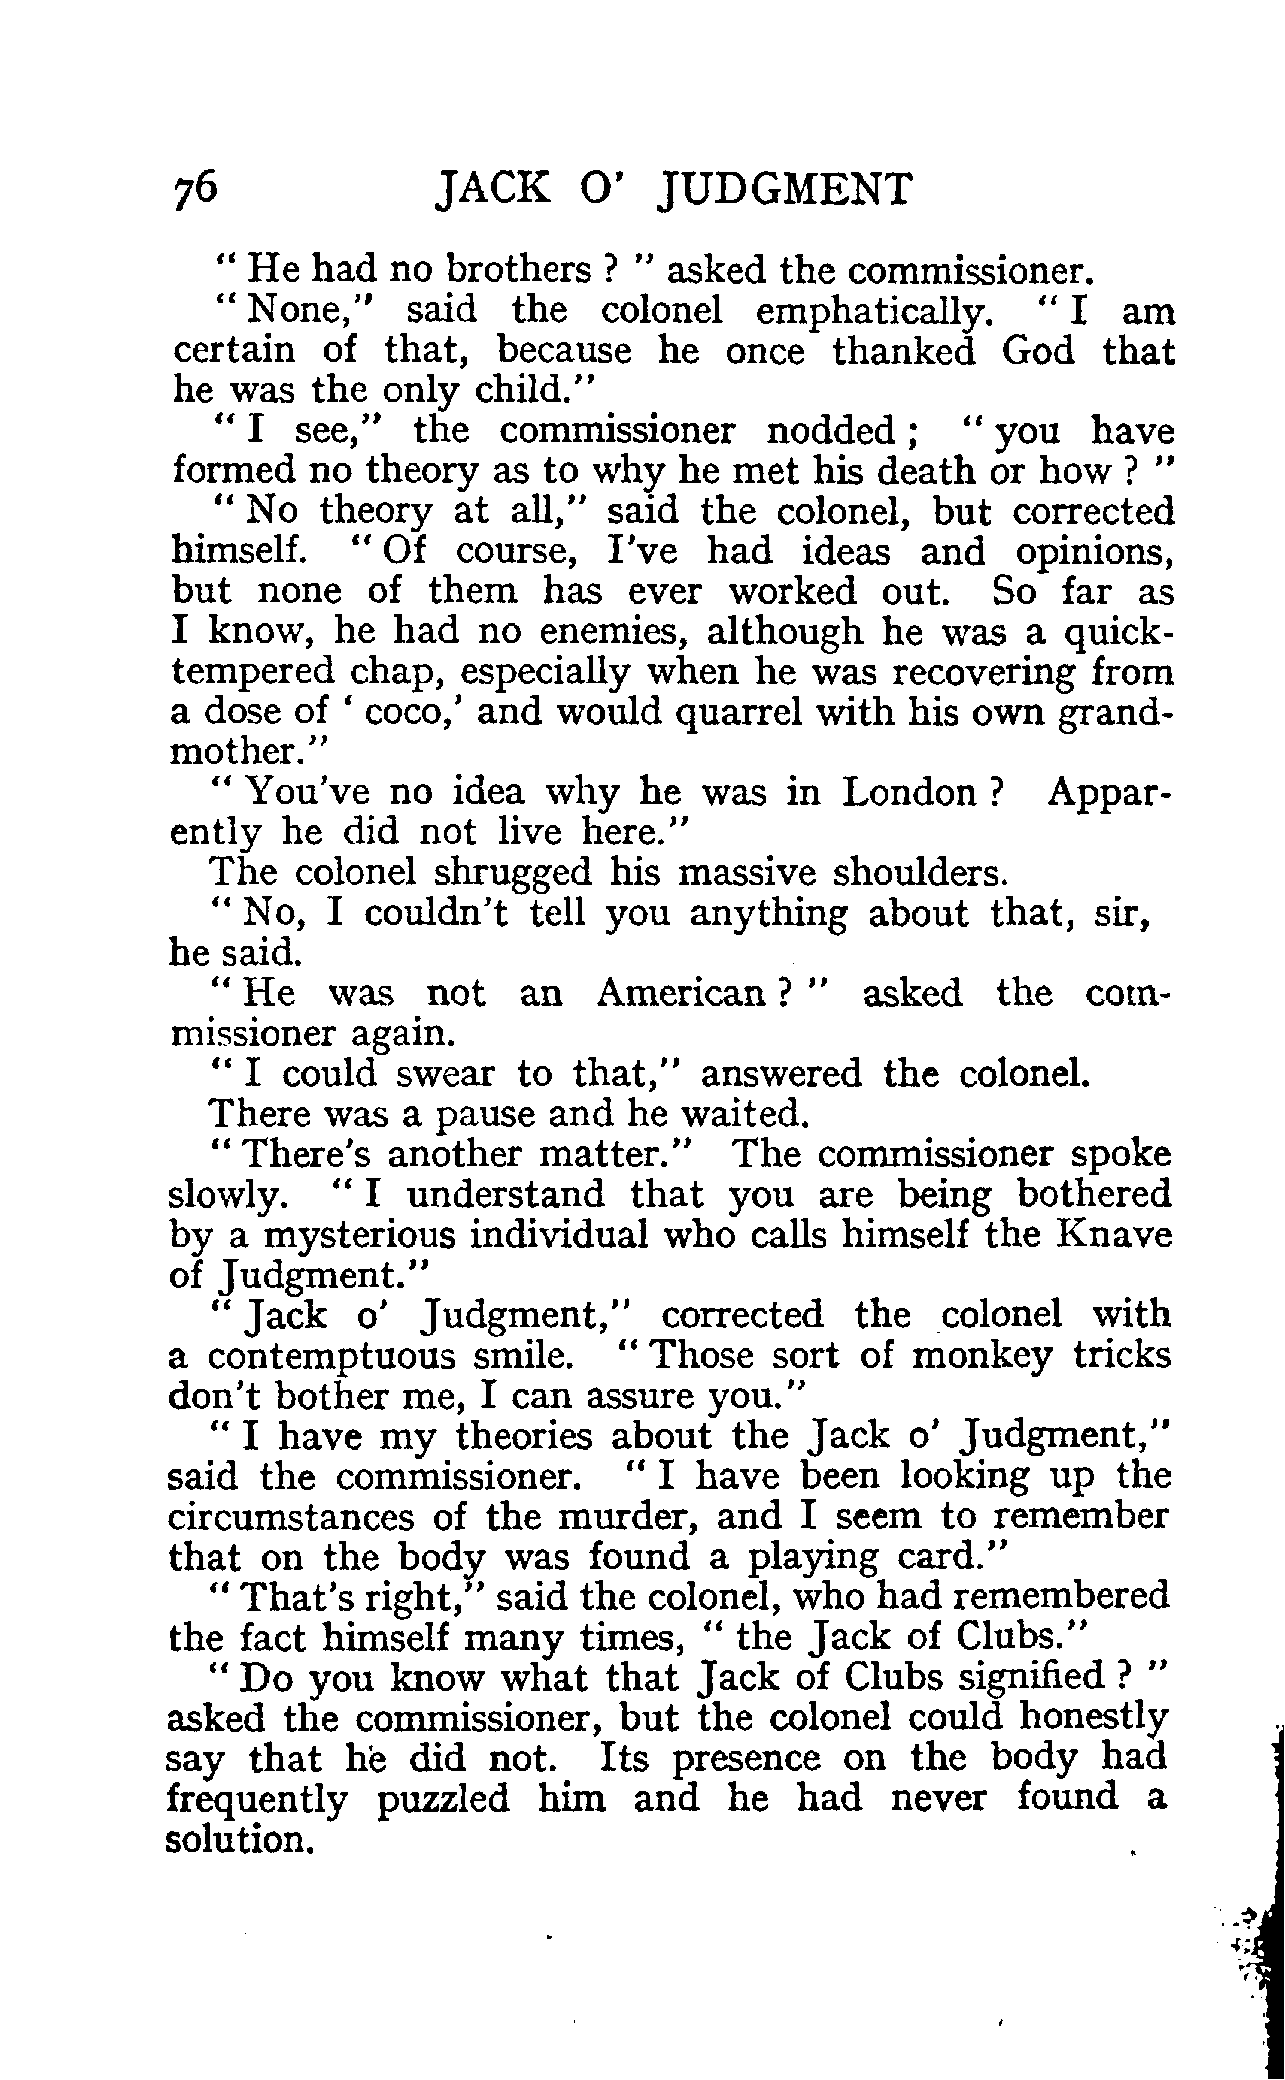 76 JACK O' JUDGMENT
" He had no brothers ? " asked the commissioner.
" None," said the colonel emphatically. " I am
certain of that, because he once thanked God that
he was the only child."
" I see," the commissioner nodded ; " you have
formed no theory as to why he met his death or how ? "
" No theory at all," said the colonel, but corrected
himself. " Of course, I've had ideas and opinions,
but none of them has ever worked out. So far as
I know, he had no enemies, although he was a quick-
tempered chap, especially when he was recovering from
a dose of ' coco,' and would quarrel with his own grand-
mother."
" You've no idea why he was in London ? Appar-
ently he did not live here."
The colonel shrugged his massive shoulders.
" No, I couldn't tell you anything about that, sir,
he said.
" He was not an American ? " asked the com-
missioner again.
" I could swear to that," answered the colonel.
There was a pause and he waited.
" There's another matter." The commissioner spoke
slowly. " I understand that you are being bothered
by a mysterious individual who calls himself the Knave
of Judgment."
" Jack o' Judgment," corrected the colonel with
a contemptuous smile. " Those sort of monkey tricks
don't bother me, I can assure you."
" I have my theories about the Jack o' Judgment,"
said the commissioner. " I have been looking up the
circumstances of the murder, and I seem to remember
that on the body was found a playing card."
" That's right," said the colonel, who had remembered
the fact himself many times, " the Jack of Clubs."
" Do you know what that Jack of Clubs signified ? "
asked the commissioner, but the colonel could honestly
say that he did not. Its presence on the body had
frequently puzzled him and he had never found a
solution.